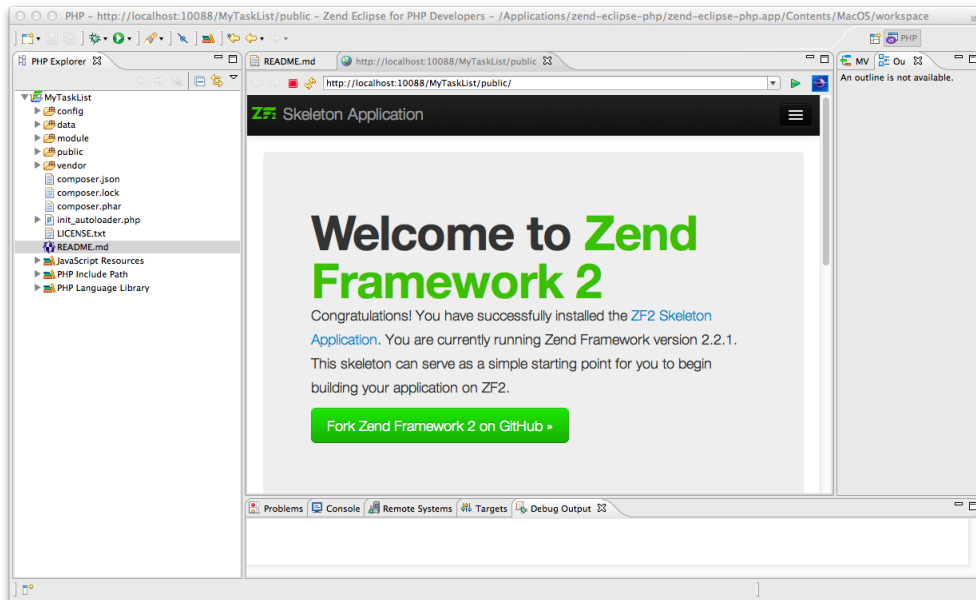 PHP – http://localhost:10088/MyTaskList/public – Zend Eclipse for PHP Developers – /Applications/zend-eclipse-php/zend-eclipse-php.app/Contents/MacOS/workspace
PHP
PHP Explorer
README.md
http://localhost:10088/MyTaskList/public
MV
Ou
http://localhost:10088/MyTaskList/public/
An outline is not available.
MyTaskList
config
data
module
public
vendor
composer.json
composer.lock
composer.phar
init_autoloader.php
LICENSE.txt
README.md
JavaScript Resources
PHP Include Path
PHP Language Library
ZF2 Skeleton Application
Welcome to Zend
Framework 2
Congratulations! You have successfully installed the ZF2 Skeleton
Application. You are currently running Zend Framework version 2.2.1.
This skeleton can serve as a simple starting point for you to begin
building your application on ZF2.
Fork Zend Framework 2 on GitHub »
Problems
Console
Remote Systems
Targets
Debug Output